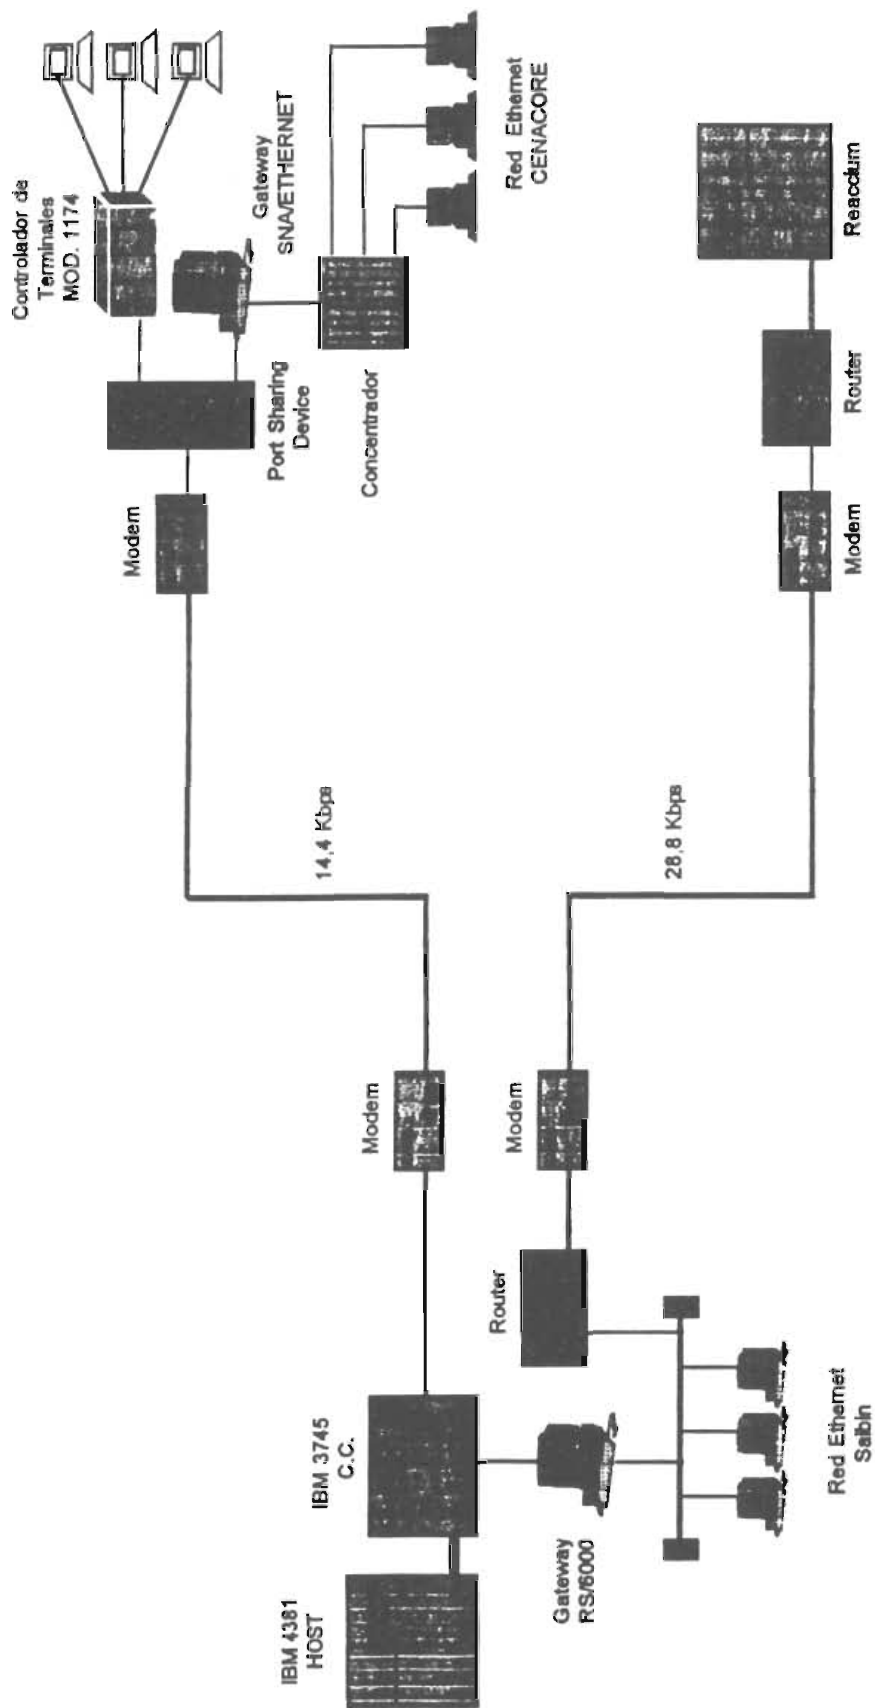 IBM 4381
HOST
IBM 3745
C.C.
Gateway
RS/6000
Red Ethernet
Saibin
Router
Modem
Modem
14,4 Kbps
28,8 Kbps
Modem
Port Sharing
Device
Controlador de
Terminales
MOD. 1174
Gateway
SNA/ETHERNET
Concentrador
Red Ethernet
CENACORE
Modem
Router
Reacciun